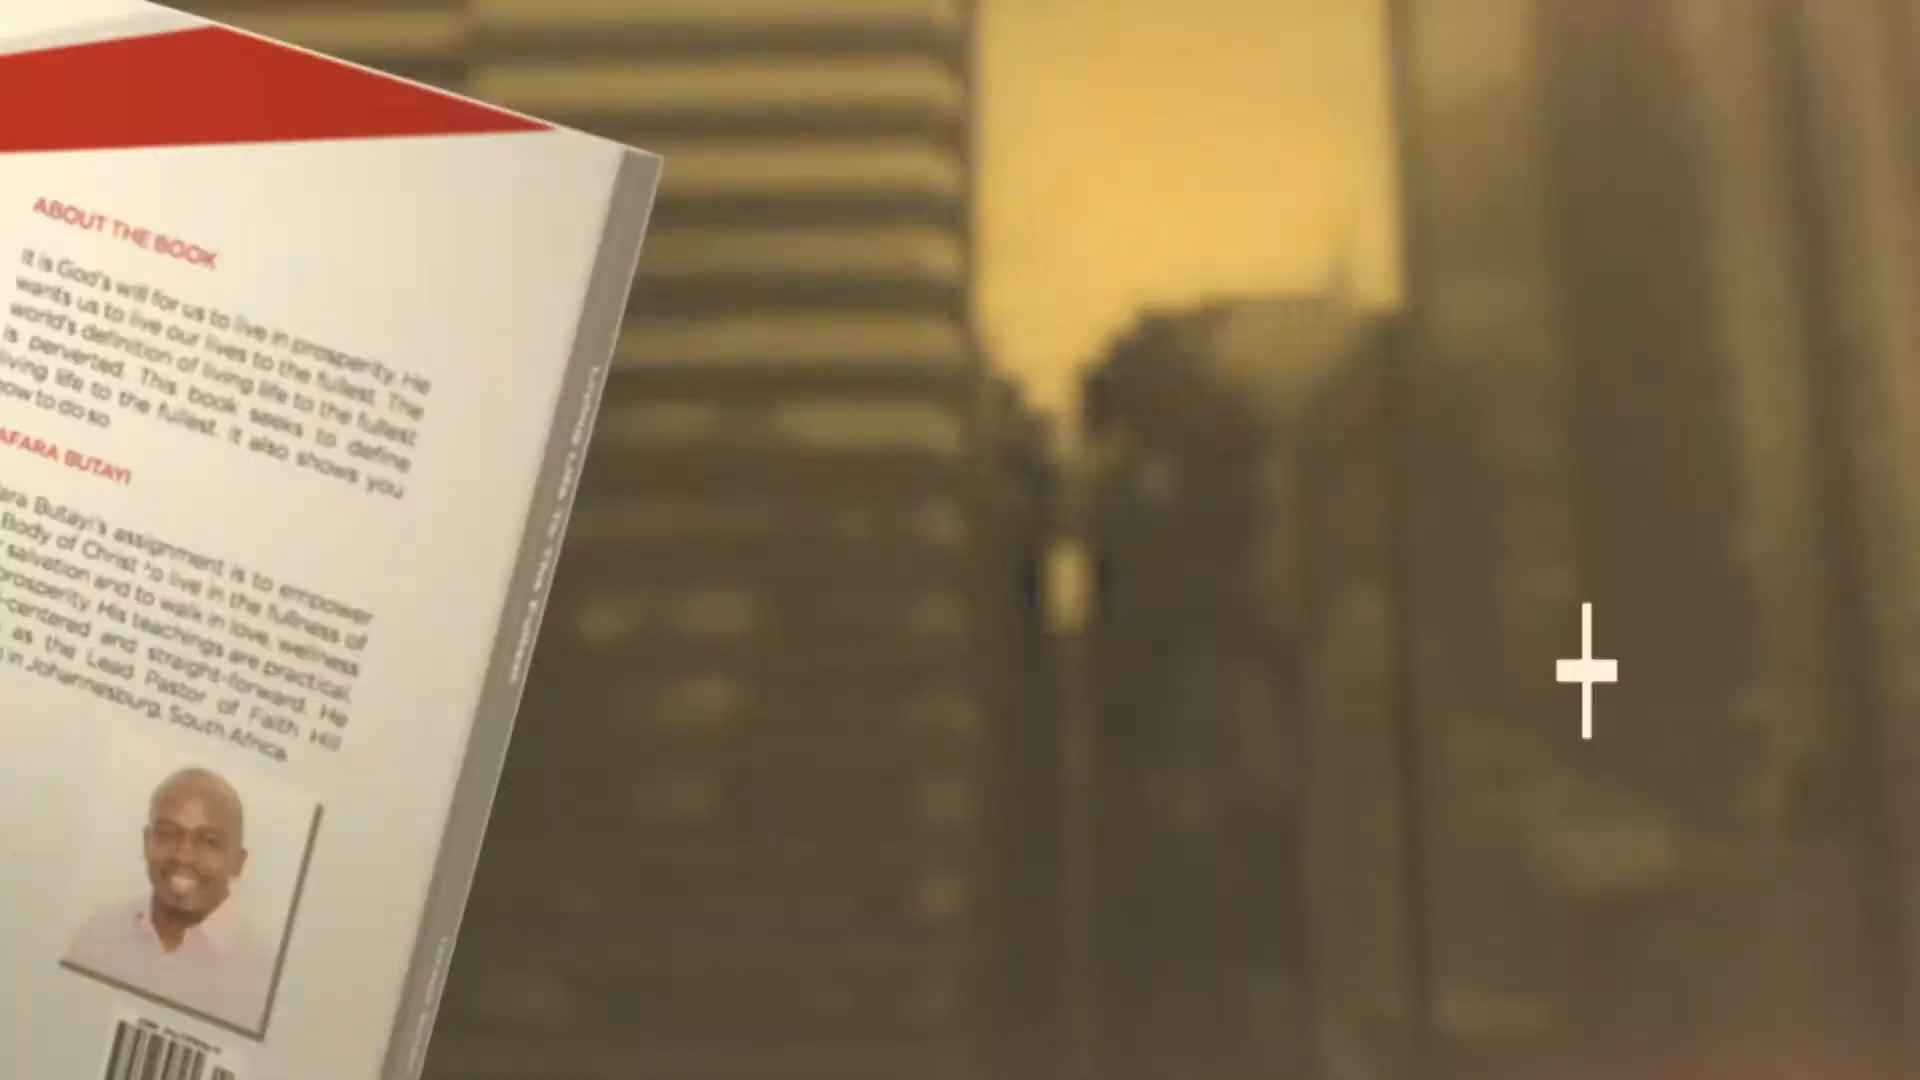 ABOUT THE BOOK
It is God's will for us to live in prosperity. He
wants us to live our lives to the fullest. The
world's definition of living life to the fullest
is perverted. This book seeks to define
living life to the fullest. It also shows you
how to do so.
AFARA BUTAYI
ara Butayi's assignment is to empower
Body of Christ to live in the fullness of
salvation and to walk in love, wellness
prosperity. His teachings are practical,
-centered and straight-forward. He
as the Lead Pastor of Faith Hill
in Johannesburg, South Africa